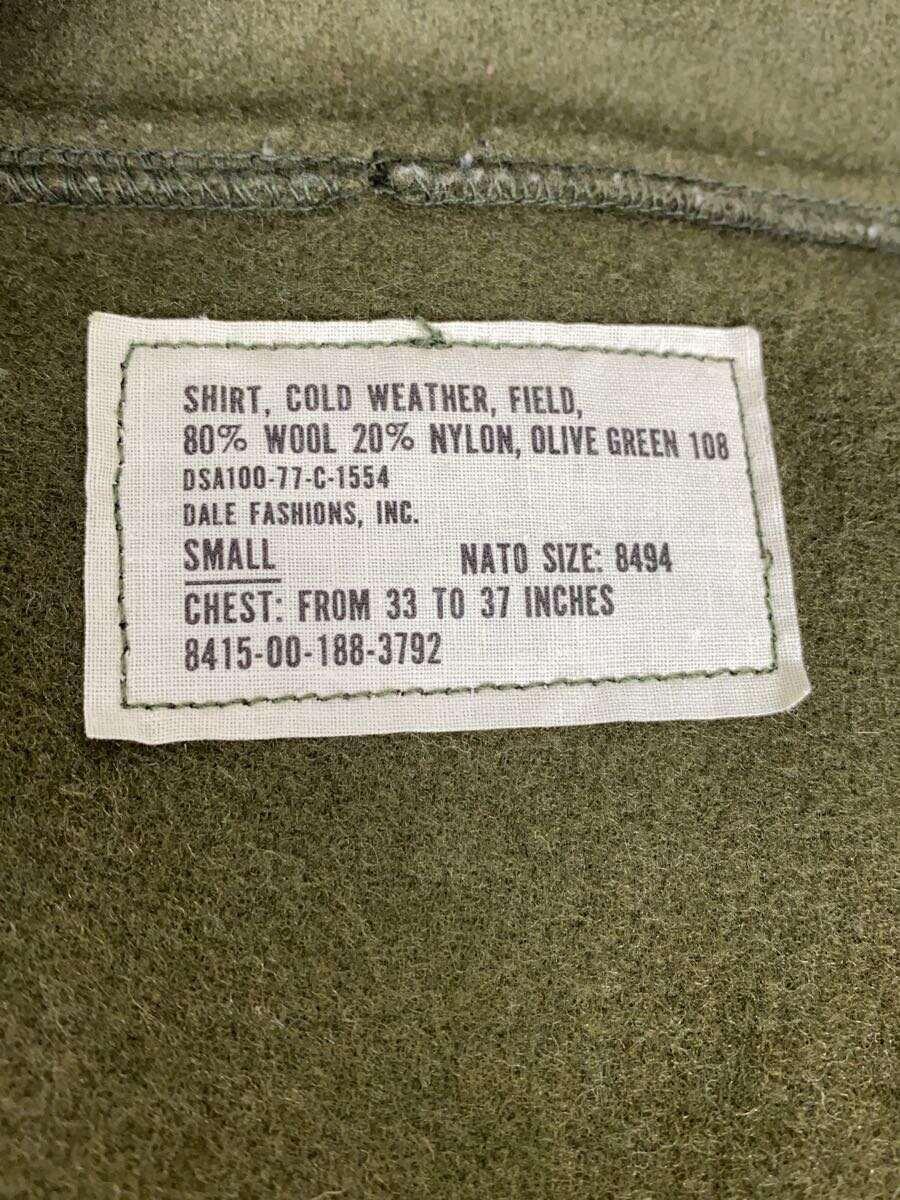 SHIRT, COLD WEATHER, FIELD,
80% WOOL 20% NYLON, OLIVE GREEN 108
DSA100-77-C-1554
DALE FASHIONS, INC.
SMALL NATO SIZE: 8494
CHEST: FROM 33 TO 37 INCHES
8415-00-188-3792